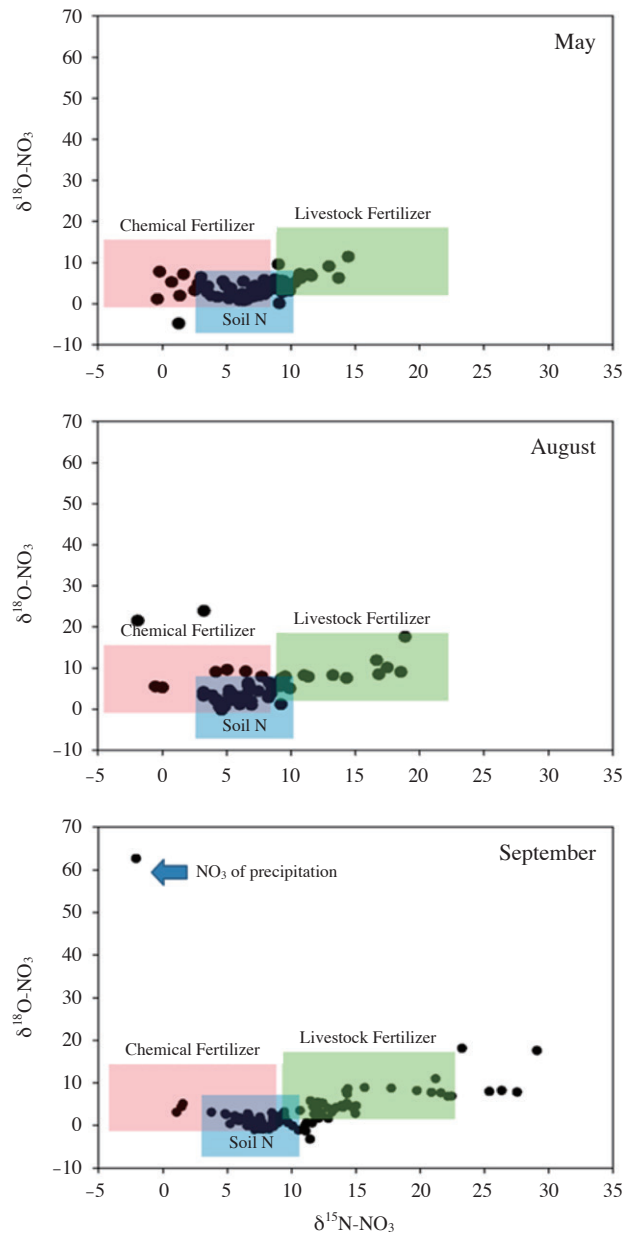 70
May
60
50
δ18O-NO3
40
30
20
Chemical Fertilizer
Livestock Fertilizer
10
0
Soil N
–10
–5 0 5 10 15 20 25 30 35
70
August
60
50
δ18O-NO3
40
30
20
Chemical Fertilizer
Livestock Fertilizer
10
0
Soil N
–10
–5 0 5 10 15 20 25 30 35
70
September
60
NO3 of precipitation
50
δ18O-NO3
40
30
20
Chemical Fertilizer
Livestock Fertilizer
10
0
Soil N
–10
–5 0 5 10 15 20 25 30 35
δ15N-NO3